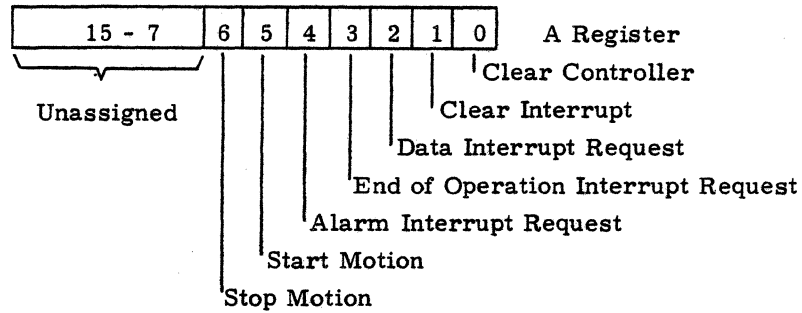 15 - 7 6 5 4 3 2 1 0 A Register
Clear Controller
Unassigned
Clear Interrupt
Data Interrupt Request
End of Operation Interrupt Request
Alarm Interrupt Request
Start Motion
Stop Motion